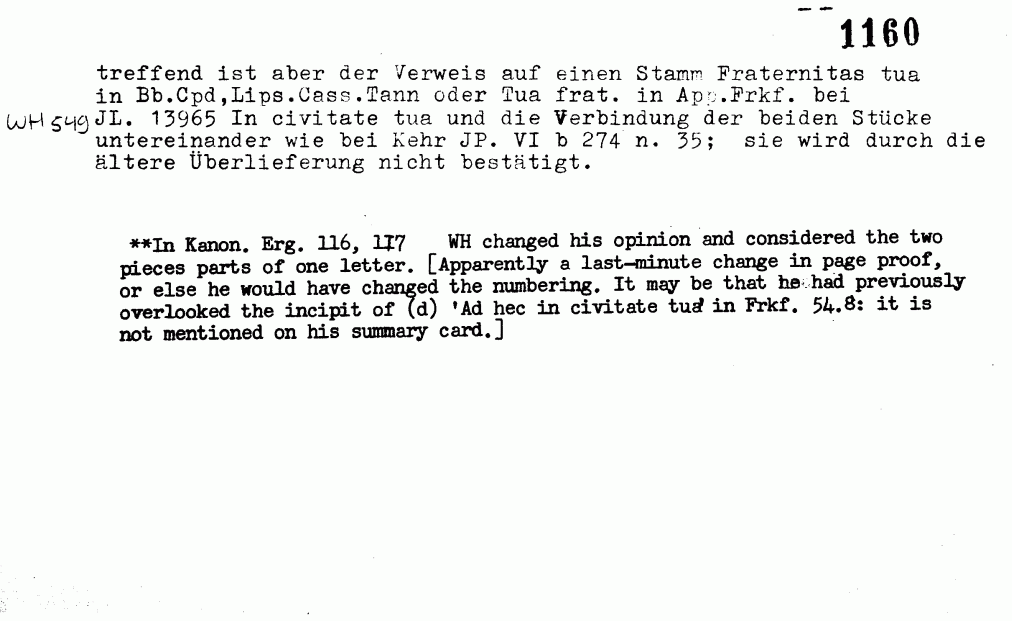 1160
treffend ist aber der Verweis auf einen Stamm Fraternitas tua
in Bb.Cpd,Lips.Cass.Tann oder Tua frat. in App.Frkf. bei
WH 549 JL. 13965 In civitate tua und die Verbindung der beiden Stücke
untereinander wie bei Kehr JP. VI b 274 n. 35; sie wird durch die
ältere Überlieferung nicht bestätigt.
**In Kanon. Erg. 116, 117 WH changed his opinion and considered the two
pieces parts of one letter. [Apparently a last-minute change in page proof,
or else he would have changed the numbering. It may be that he had previously
overlooked the incipit of (d) 'Ad hec in civitate tua' in Frkf. 54.8: it is
not mentioned on his summary card.]